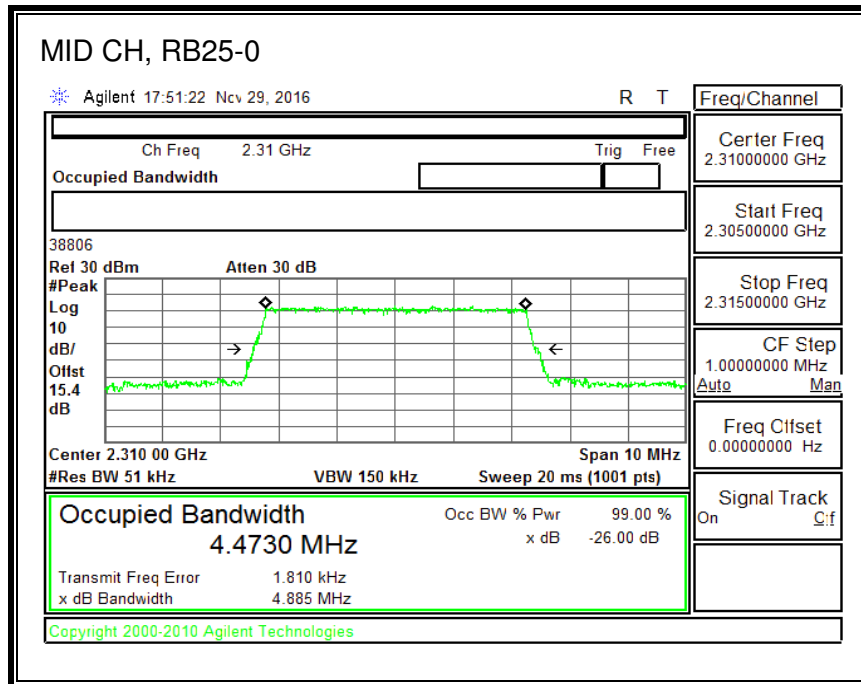 MID CH, RB25-0
Agilent 17:51:22 Nov 29, 2016 R T
Freq/Channel
Ch Freq 2.31 GHz Trig Free
Occupied Bandwidth
Center Freq
2.31000000 GHz
Start Freq
2.30500000 GHz
38806
Ref 30 dBm Atten 30 dB
#Peak
Log
10
dB/
Offst
15.4
dB
Stop Freq
2.31500000 GHz
CF Step
1.00000000 MHz
Auto Man
Freq Offset
0.00000000 Hz
Center 2.310 00 GHz Span 10 MHz
#Res BW 51 kHz VBW 150 kHz Sweep 20 ms (1001 pts)
Signal Track
On Off
Occupied Bandwidth Occ BW % Pwr 99.00 %
4.4730 MHz x dB -26.00 dB
Transmit Freq Error 1.810 kHz
x dB Bandwidth 4.885 MHz
Copyright 2000-2010 Agilent Technologies